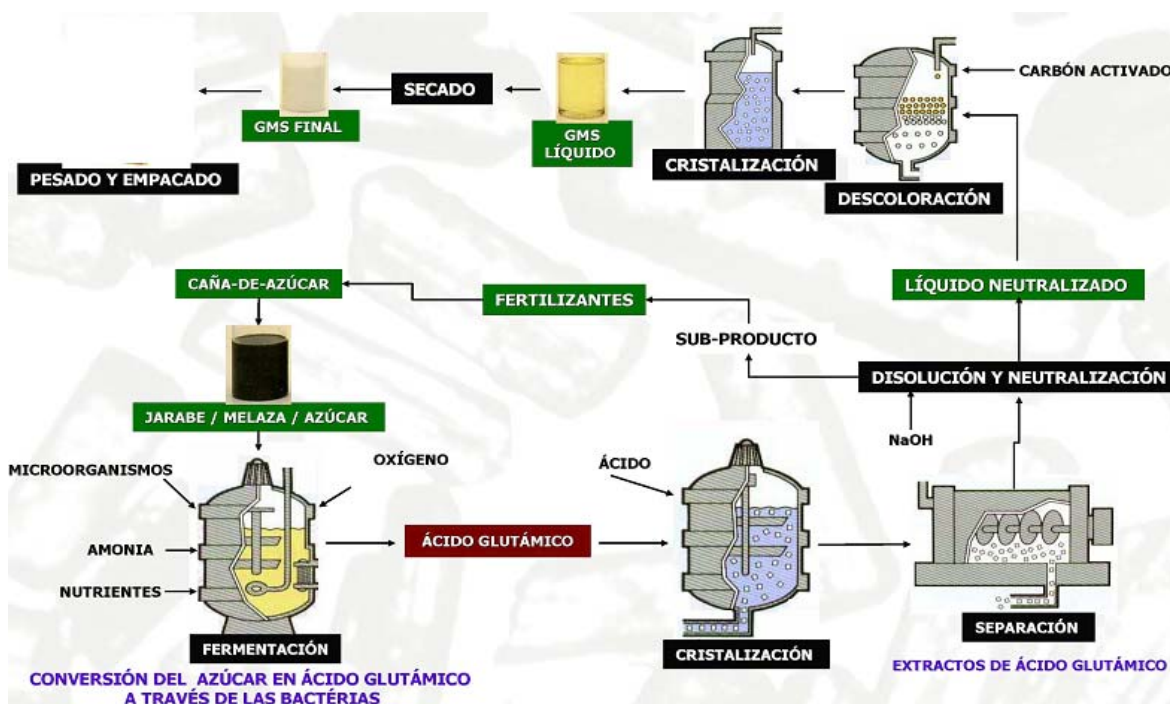 CARBÓN ACTIVADO
SECADO
GMS FINAL
GMS
LÍQUIDO
CRISTALIZACIÓN
DESCOLORACIÓN
PESADO Y EMPACADO
CAÑA-DE-AZÚCAR
FERTILIZANTES
LÍQUIDO NEUTRALIZADO
SUB-PRODUCTO
DISOLUCIÓN Y NEUTRALIZACIÓN
JARABE / MELAZA / AZÚCAR
NaOH
MICROORGANISMOS
OXÍGENO
ÁCIDO
AMONIA
ÁCIDO GLUTÁMICO
NUTRIENTES
FERMENTACIÓN
CRISTALIZACIÓN
SEPARACIÓN
CONVERSIÓN DEL AZÚCAR EN ÁCIDO GLUTÁMICO
A TRAVÉS DE LAS BACTÉRIAS
EXTRACTOS DE ÁCIDO GLUTÁMICO